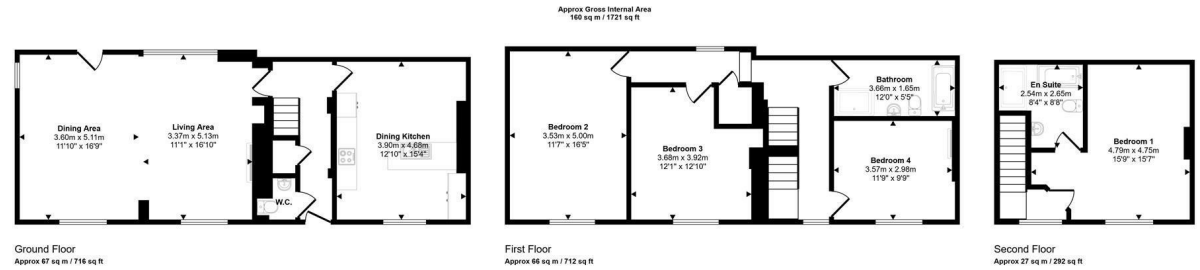 Approx Gross Internal Area
160 sq m / 1721 sq ft
Dining Area
3.60m x 5.11m
11'10" x 16'9"
Living Area
3.37m x 5.13m
11'1" x 16'10"
Dining Kitchen
3.90m x 4.68m
12'10" x 15'4"
W.C.
Ground Floor
Approx 67 sq m / 716 sq ft
Bedroom 2
3.53m x 5.00m
11'7" x 16'5"
Bedroom 3
3.68m x 3.92m
12'1" x 12'10"
Bathroom
3.66m x 1.65m
12'0" x 5'5"
Bedroom 4
3.57m x 2.98m
11'9" x 9'9"
First Floor
Approx 66 sq m / 712 sq ft
En Suite
2.54m x 2.65m
8'4" x 8'8"
Bedroom 1
4.79m x 4.75m
15'9" x 15'7"
Second Floor
Approx 27 sq m / 292 sq ft